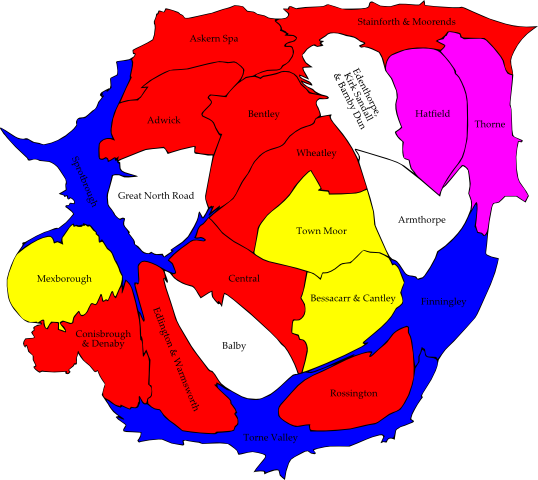 Stainforth & Moorends
Askern Spa
Edenthorpe,
Kirk Sandall
& Barnby Dun
Hatfield
Thorne
Adwick
Bentley
Wheatley
Sprotbrough
Great North Road
Armthorpe
Town Moor
Mexborough
Central
Bessacarr & Cantley
Finningley
Conisbrough
& Denaby
Edlington & Warmsworth
Balby
Rossington
Torne Valley